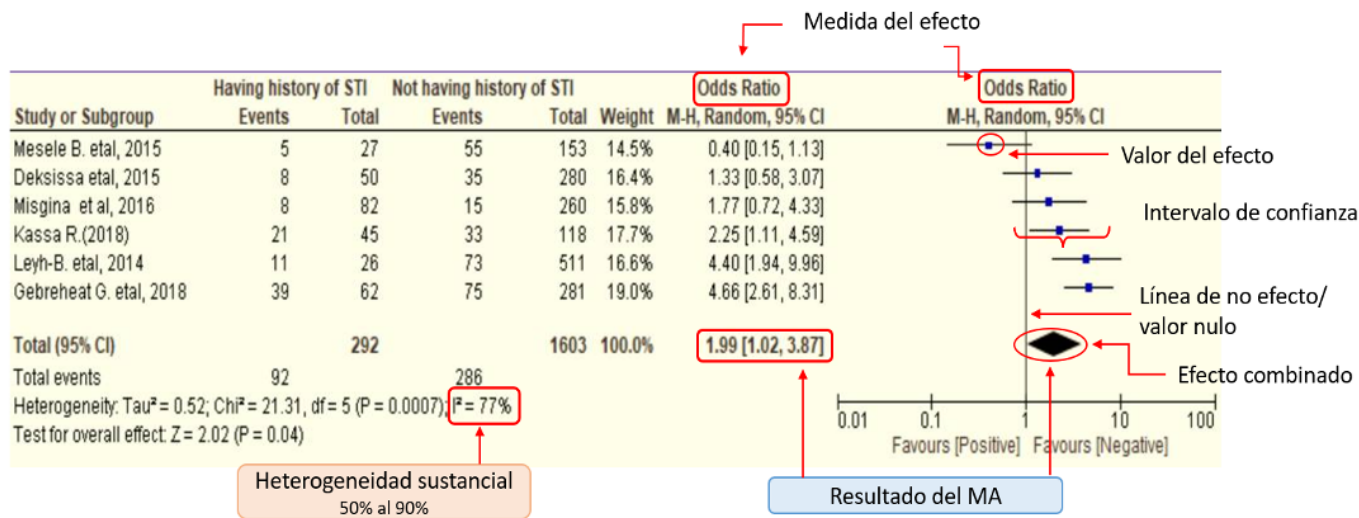 Medida del efecto
Having history of STI Not having history of STI Odds Ratio Odds Ratio
Study or Subgroup Events Total Events Total Weight M-H, Random, 95% CI M-H, Random, 95% CI
Mesele B. etal, 2015 5 27 55 153 14.5% 0.40 [0.15, 1.13]
Valor del efecto
Deksissa etal, 2015 8 50 35 280 16.4% 1.33 [0.58, 3.07]
Misgina et al, 2016 8 82 15 260 15.8% 1.77 [0.72, 4.33]
Intervalo de confianza
Kassa R.(2018) 21 45 33 118 17.7% 2.25 [1.11, 4.59]
Leyh-B. etal, 2014 11 26 73 511 16.6% 4.40 [1.94, 9.96]
Gebreheat G. etal, 2018 39 62 75 281 19.0% 4.66 [2.61, 8.31]
Línea de no efecto/
valor nulo
Total (95% CI) 292 1603 100.0% 1.99 [1.02, 3.87]
Efecto combinado
Total events 92 286
Heterogeneity: Tau² = 0.52; Chi² = 21.31, df = 5 (P = 0.0007); I² = 77%
Test for overall effect: Z = 2.02 (P = 0.04)
0.01 0.1 1 10 100
Favours [Positive] Favours [Negative]
Heterogeneidad sustancial
50% al 90%
Resultado del MA